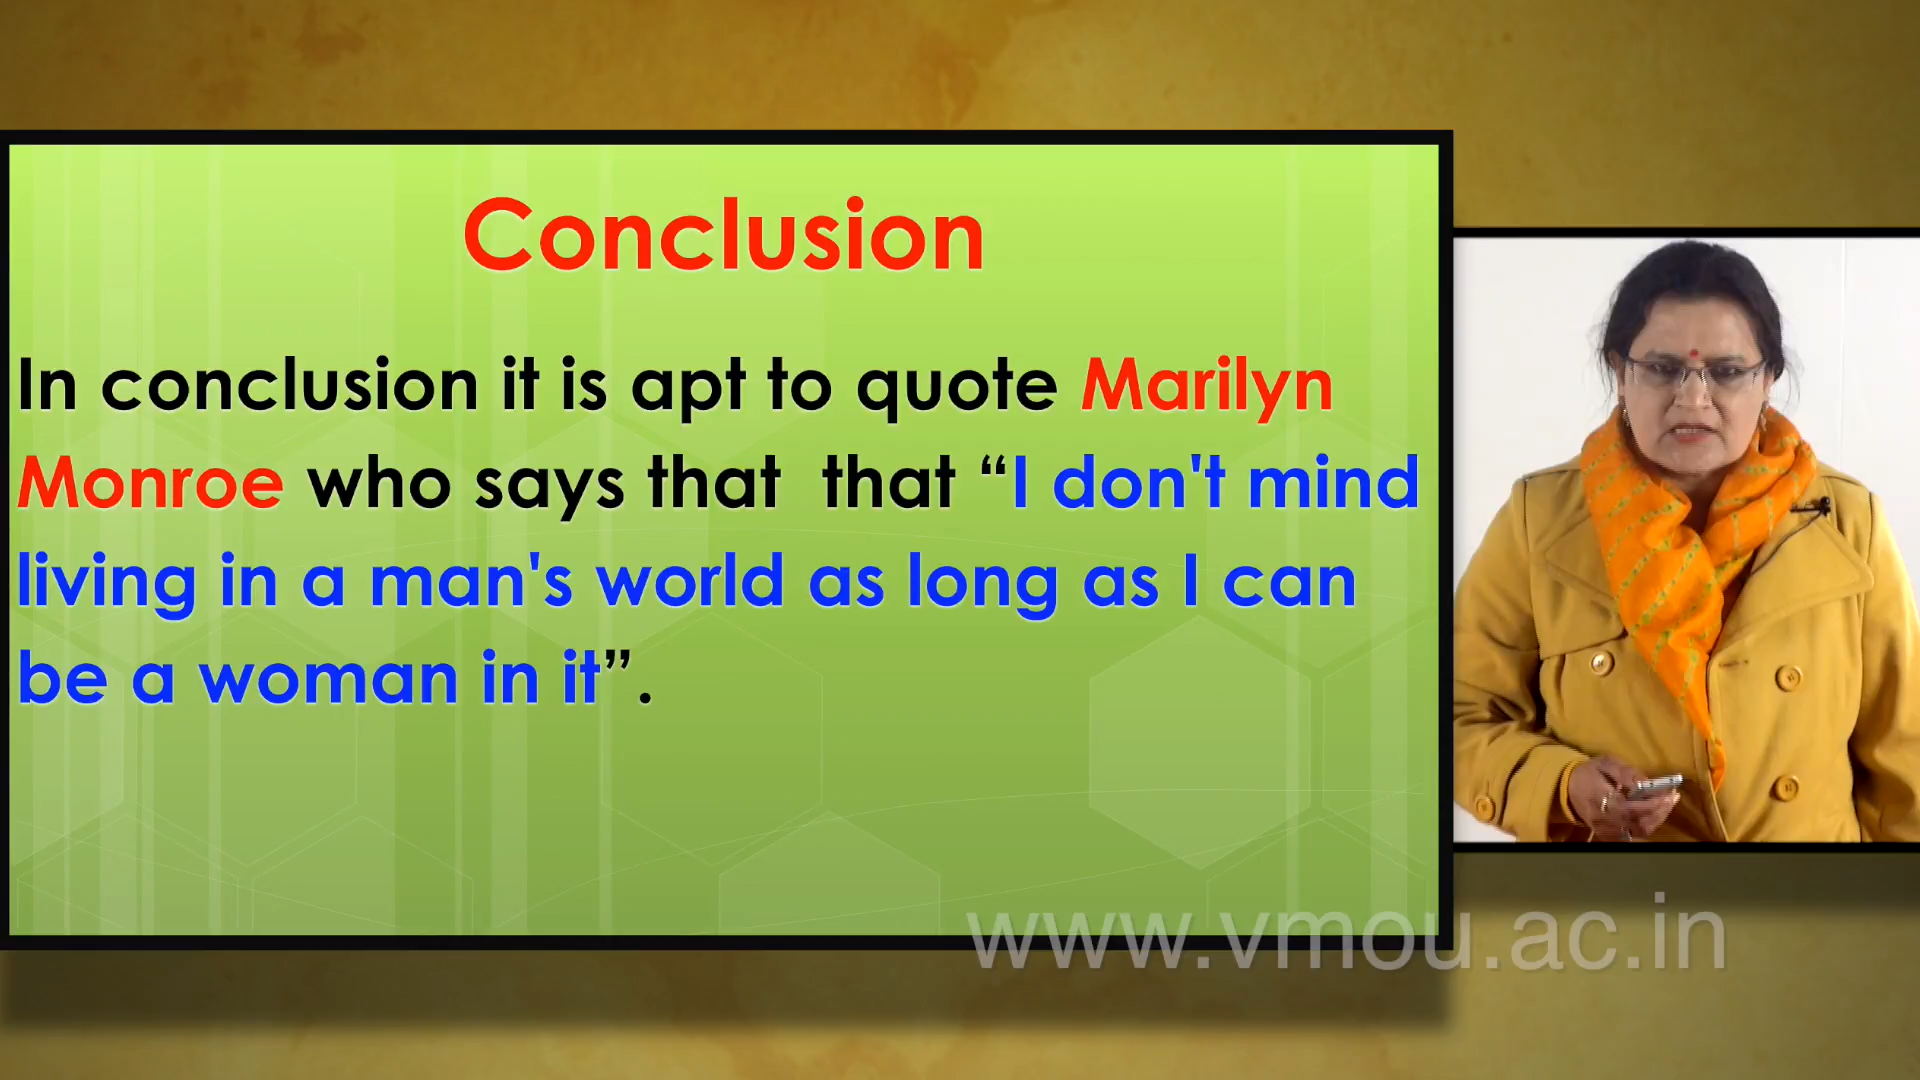 Conclusion
In conclusion it is apt to quote Marilyn
Monroe who says that  that “I don't mind
living in a man's world as long as I can
be a woman in it”.
www.vmou.ac.in